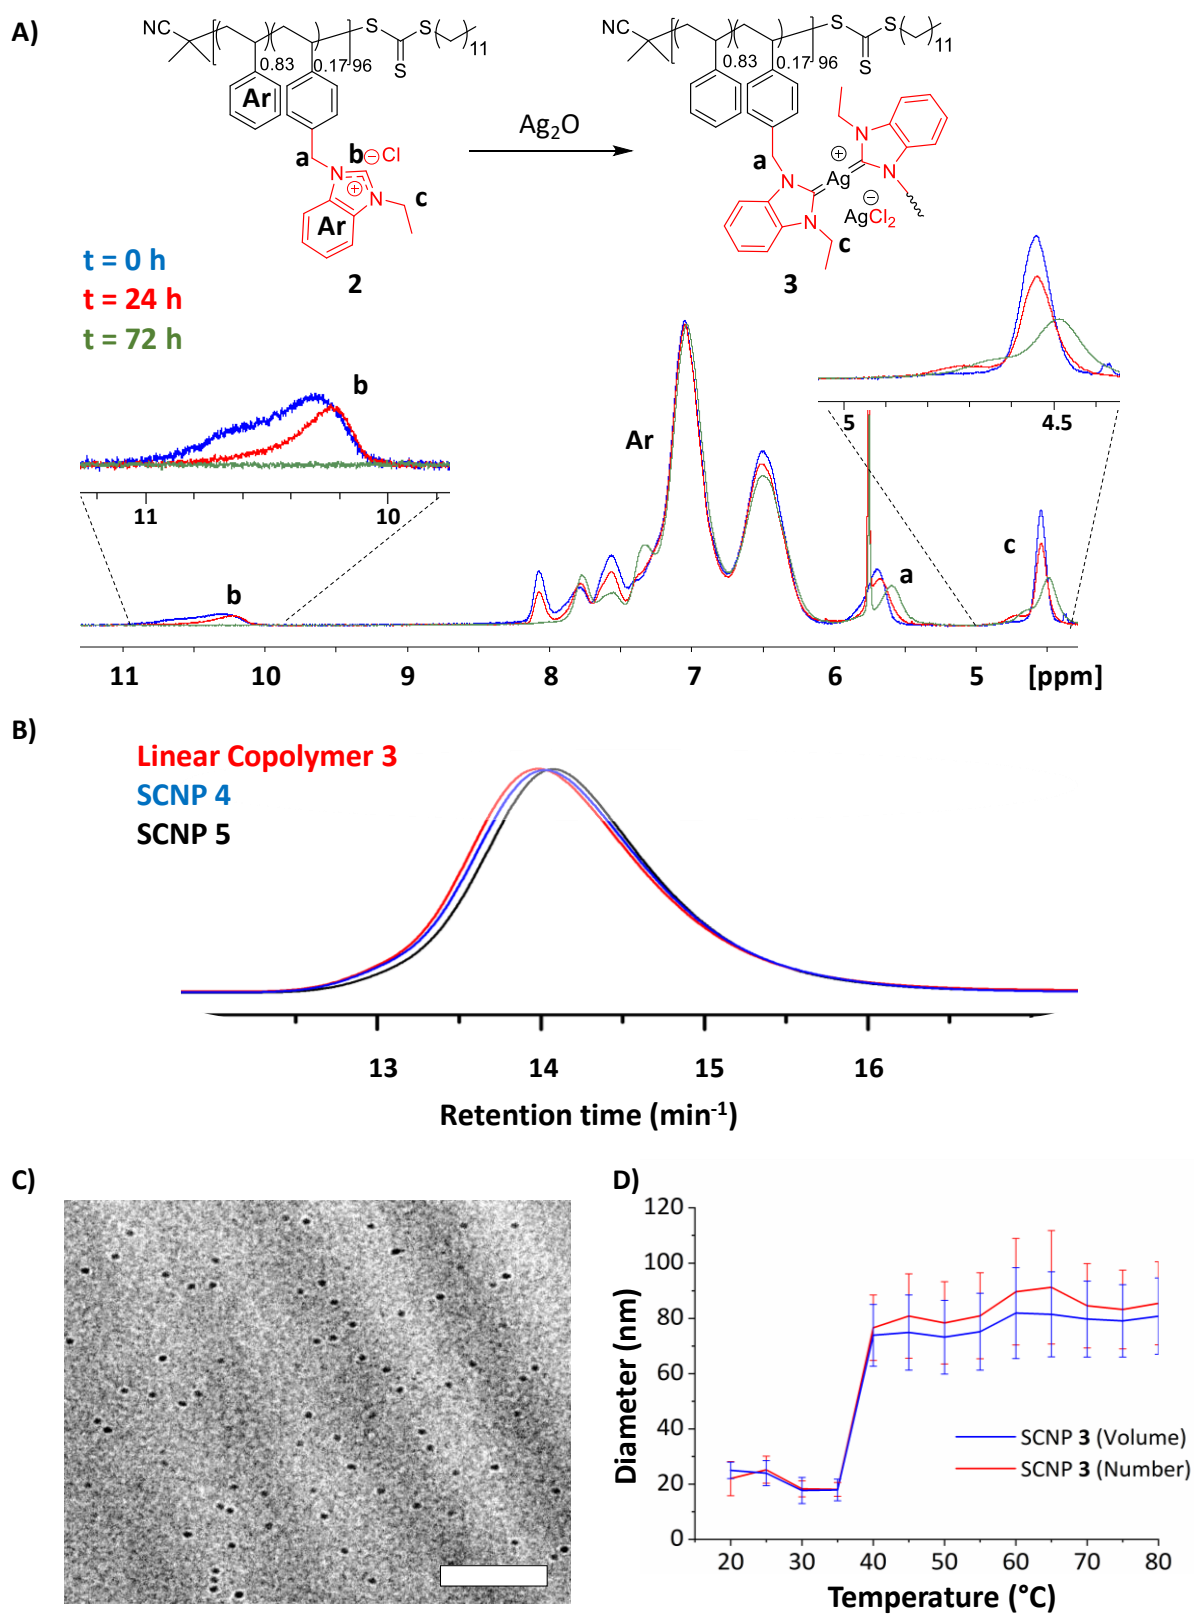 A)
NC
S
S
11
0.83
0.17
96
S
Ar
a
b
⊖Cl
N
⊕
N
c
Ar
2
Ag2O
NC
S
S
11
0.83
0.17
96
S
a
N
N
⊕
Ag
N
N
⊖
AgCl2
c
3
t = 0 h
t = 24 h
t = 72 h
b
11
10
5
4.5
Ar
b
a
c
11 10 9 8 7 6 5 [ppm]
B)
Linear Copolymer 3
SCNP 4
SCNP 5
13 14 15 16
Retention time (min-1)
C)
D)
Diameter (nm)
120
100
80
60
40
20
0
SCNP 3 (Volume)
SCNP 3 (Number)
20 30 40 50 60 70 80
Temperature (°C)